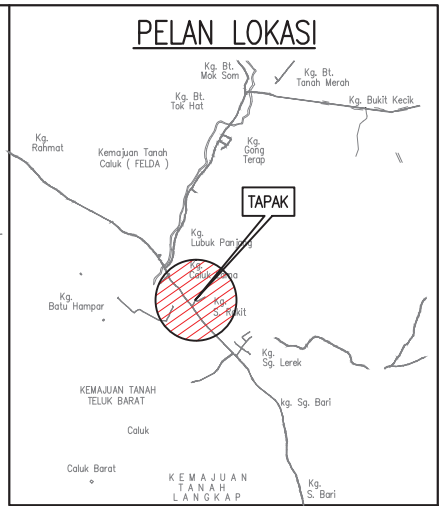 PELAN LOKASI
Kg. Bt.
Mok Som
Kg. Bt.
Tanah Merah
Kg. Bt.
Tok Hat
Kg. Bukit Kecik
Kg.
Rahmat
Kemajuan Tanah
Caluk ( FELDA )
Kg.
Gong
Terap
TAPAK
Kg.
Lubuk Panjang
Kg.
Caluk
Kg.
S. Rakit
Kg.
Batu Hampar
Kg.
Sg. Lerek
KEMAJUAN TANAH
TELUK BARAT
kg. Sg. Bari
Caluk
Caluk Barat
KEMAJUAN
TANAH
LANGKAP
Kg.
S. Bari